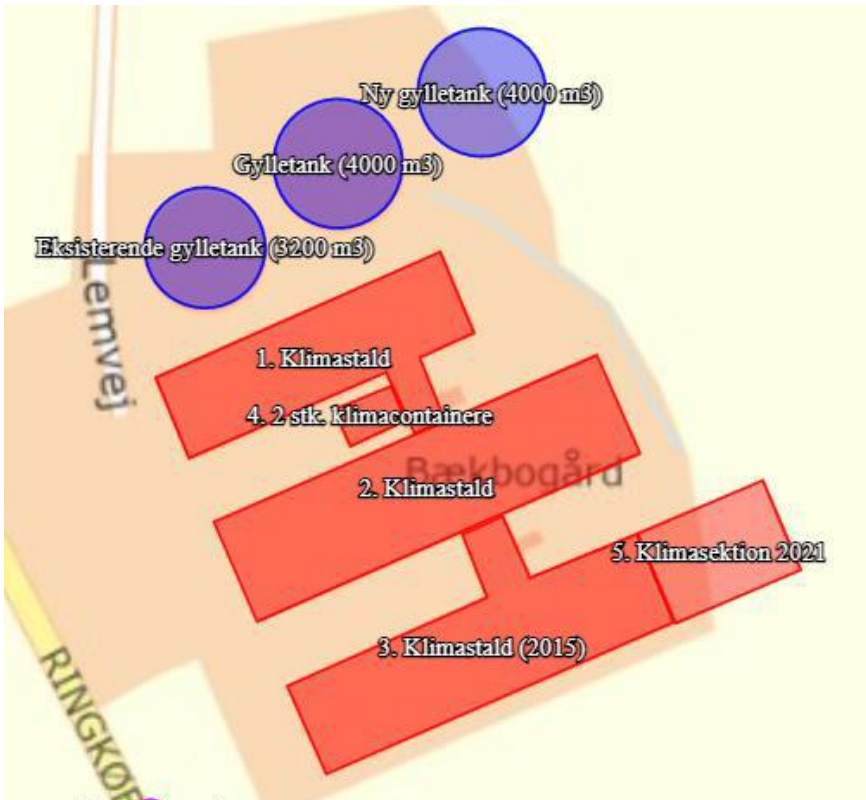 Ny gylletank (4000 m3)
Gylletank (4000 m3)
Eksisterende gylletank (3200 m3)
Lemvej
1. Klimastald
4. 2 stk. klimacontainere
Bækbogård
2. Klimastald
5. Klimasektion 2021
3. Klimastald (2015)